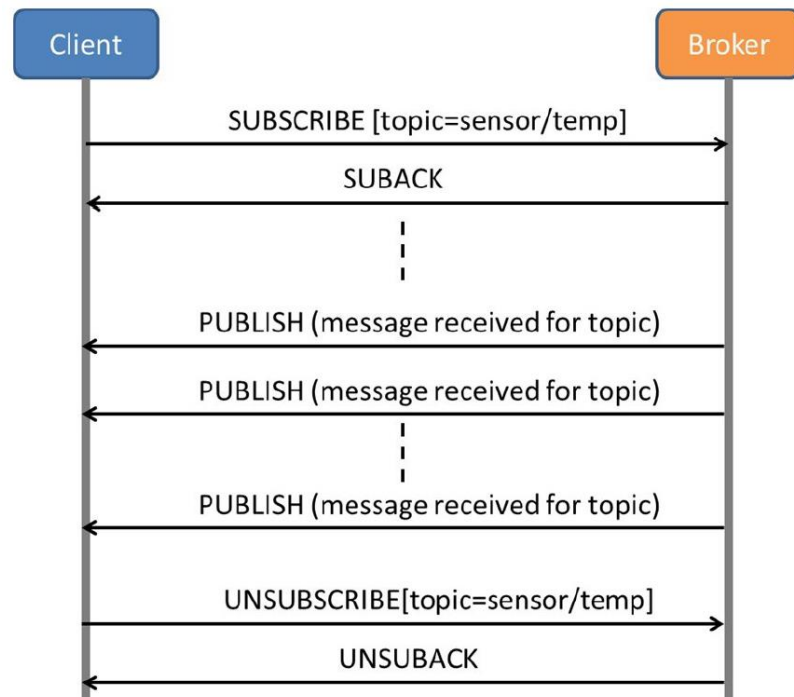 Client
Broker
SUBSCRIBE [topic=sensor/temp]
SUBACK
PUBLISH (message received for topic)
PUBLISH (message received for topic)
PUBLISH (message received for topic)
UNSUBSCRIBE[topic=sensor/temp]
UNSUBACK